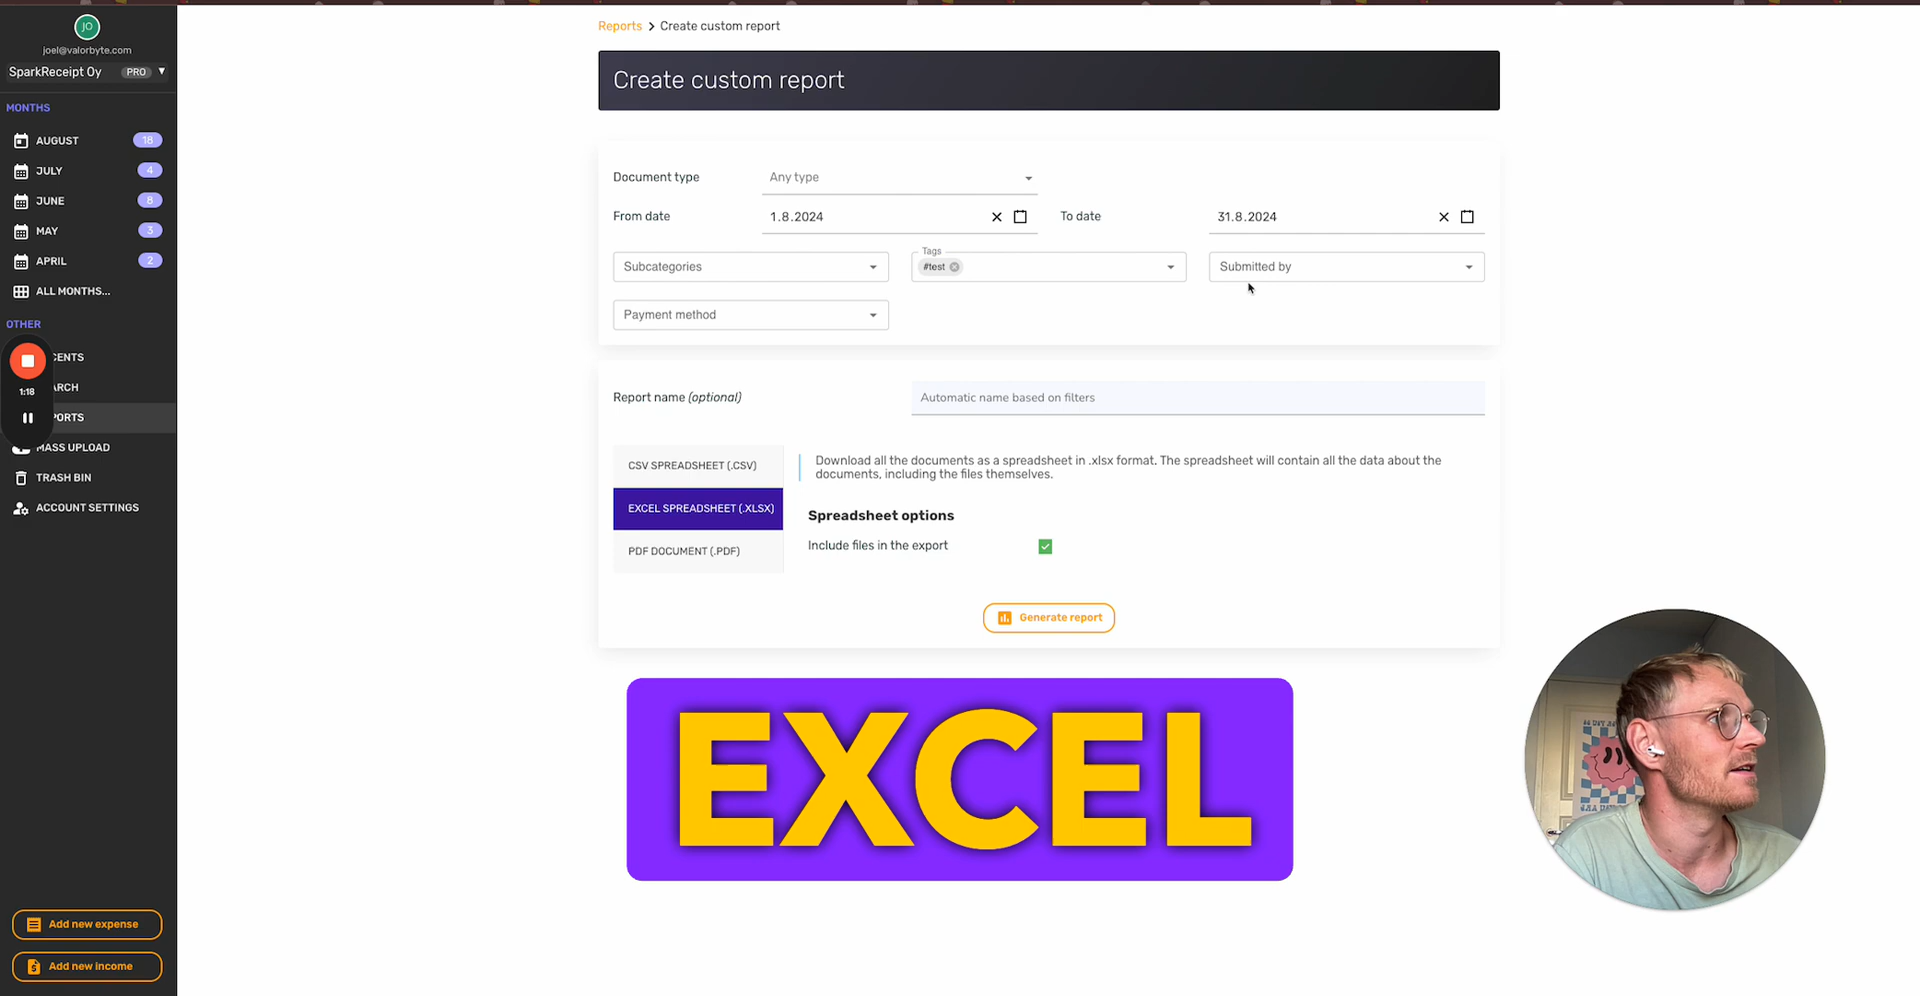 JO
joel@valorbyte.com
SparkReceipt Oy PRO
MONTHS
AUGUST 18
JULY 4
JUNE 8
MAY 3
APRIL 2
ALL MONTHS...
OTHER
CENTS
ARCH
PORTS
1:18
MASS UPLOAD
TRASH BIN
ACCOUNT SETTINGS
Add new expense
Add new income
Reports > Create custom report
Create custom report
Document type Any type
From date 1.8.2024 To date 31.8.2024
Tags
Subcategories #test Submitted by
Payment method
Report name (optional) Automatic name based on filters
CSV SPREADSHEET (.CSV)
EXCEL SPREADSHEET (.XLSX)
PDF DOCUMENT (.PDF)
Download all the documents as a spreadsheet in .xlsx format. The spreadsheet will contain all the data about the
documents, including the files themselves.
Spreadsheet options
Include files in the export
Generate report
EXCEL